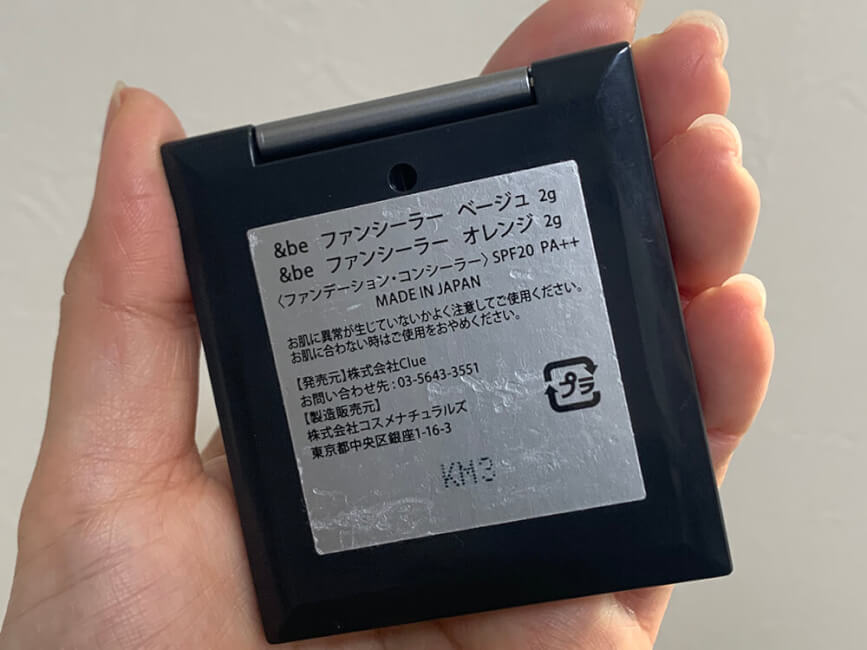 &be ファンシーラー ベージュ 2g
&be ファンシーラー オレンジ 2g
〈ファンデーション・コンシーラー〉SPF20 PA++
MADE IN JAPAN
お肌に異常が生じていないかよく注意してご使用ください。
お肌に合わない時はご使用をおやめください。
【発売元】株式会社Clue
お問い合わせ先：03-5643-3551
【製造販売元】
株式会社コスメナチュラルズ
東京都中央区銀座1-16-3
プラ
KM3